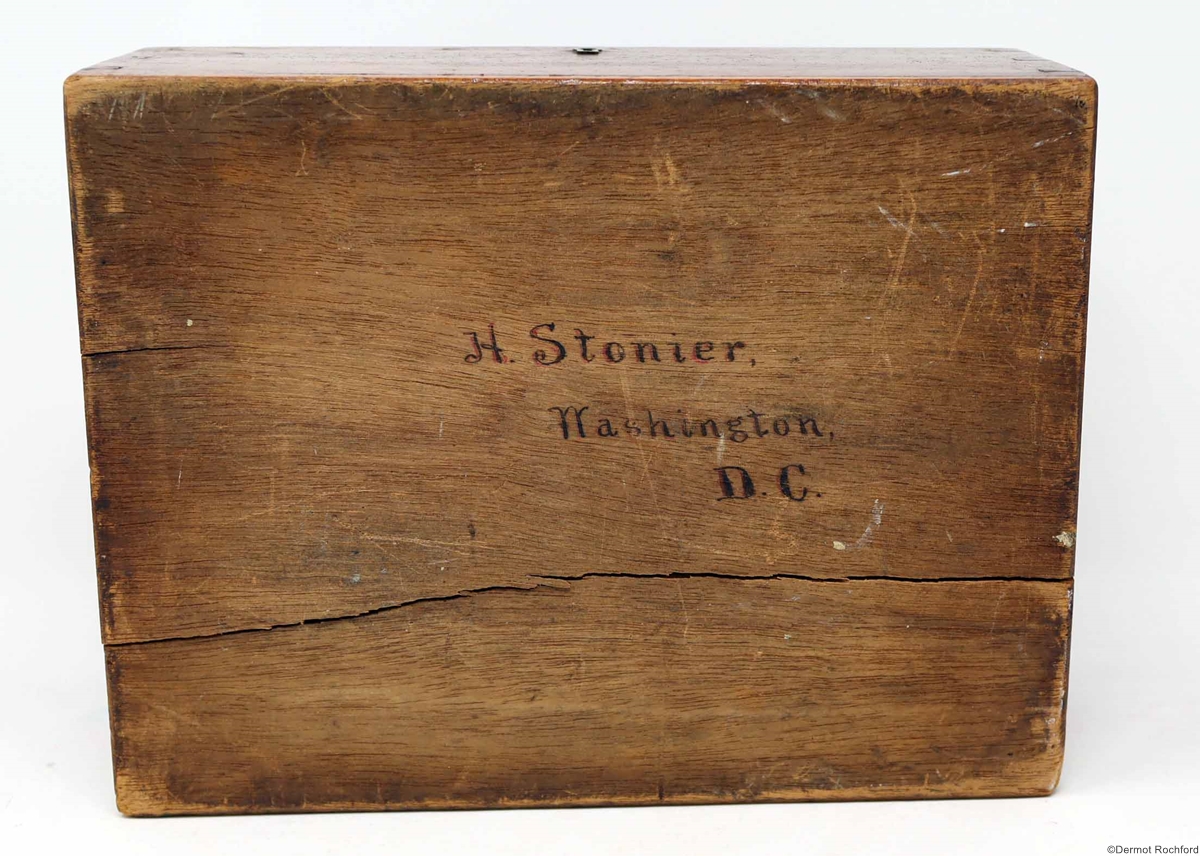 H. Stonier,
Washington,
D.C.
©Dermot Rochford